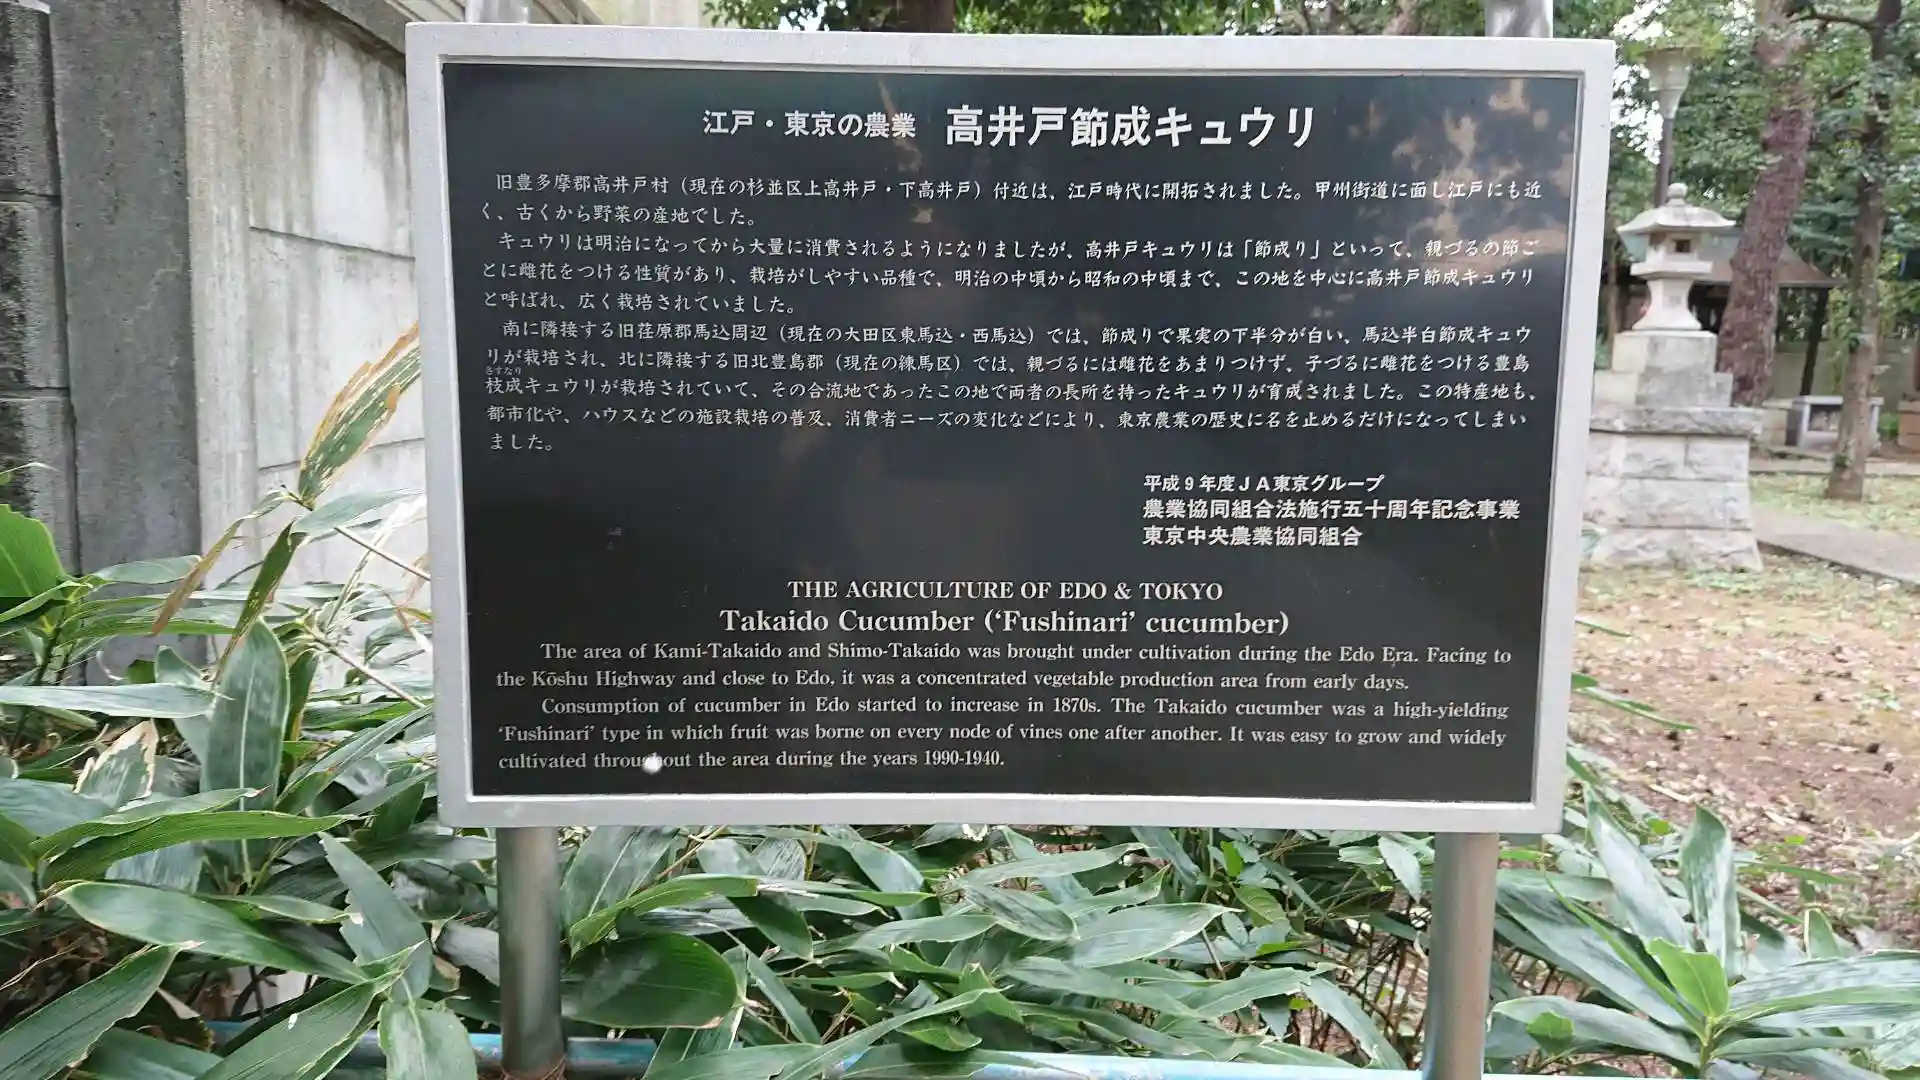 江戸・東京の農業 高井戸節成キュウリ
旧豊多摩郡高井戸村（現在の杉並区上高井戸・下高井戸）付近は、江戸時代に開拓されました。甲州街道に面し江戸にも近
く、古くから野菜の産地でした。
キュウリは明治になってから大量に消費されるようになりましたが、高井戸キュウリは「節成り」といって、親づるの節ご
とに雌花をつける性質があり、栽培がしやすい品種で、明治の中頃から昭和の中頃まで、この地を中心に高井戸節成キュウリ
と呼ばれ、広く栽培されていました。
南に隣接する旧荏原郡馬込周辺（現在の大田区東馬込・西馬込）では、節成りで果実の下半分が白い、馬込半白節成キュウ
リが栽培され、北に隣接する旧北豊島郡（現在の練馬区）では、親づるには雌花をあまりつけず、子づるに雌花をつける豊島
きすなり
枝成キュウリが栽培されていて、その合流地であったこの地で両者の長所を持ったキュウリが育成されました。この特産地も、
都市化や、ハウスなどの施設栽培の普及、消費者ニーズの変化などにより、東京農業の歴史に名を止めるだけになってしまい
ました。
平成9年度JA東京グループ
農業協同組合法施行五十周年記念事業
東京中央農業協同組合
THE AGRICULTURE OF EDO & TOKYO
Takaido Cucumber (‘Fushinari’ cucumber)
The area of Kami-Takaido and Shimo-Takaido was brought under cultivation during the Edo Era. Facing to
the Kōshu Highway and close to Edo, it was a concentrated vegetable production area from early days.
Consumption of cucumber in Edo started to increase in 1870s. The Takaido cucumber was a high-yielding
‘Fushinari’ type in which fruit was borne on every node of vines one after another. It was easy to grow and widely
cultivated throughout the area during the years 1990-1940.